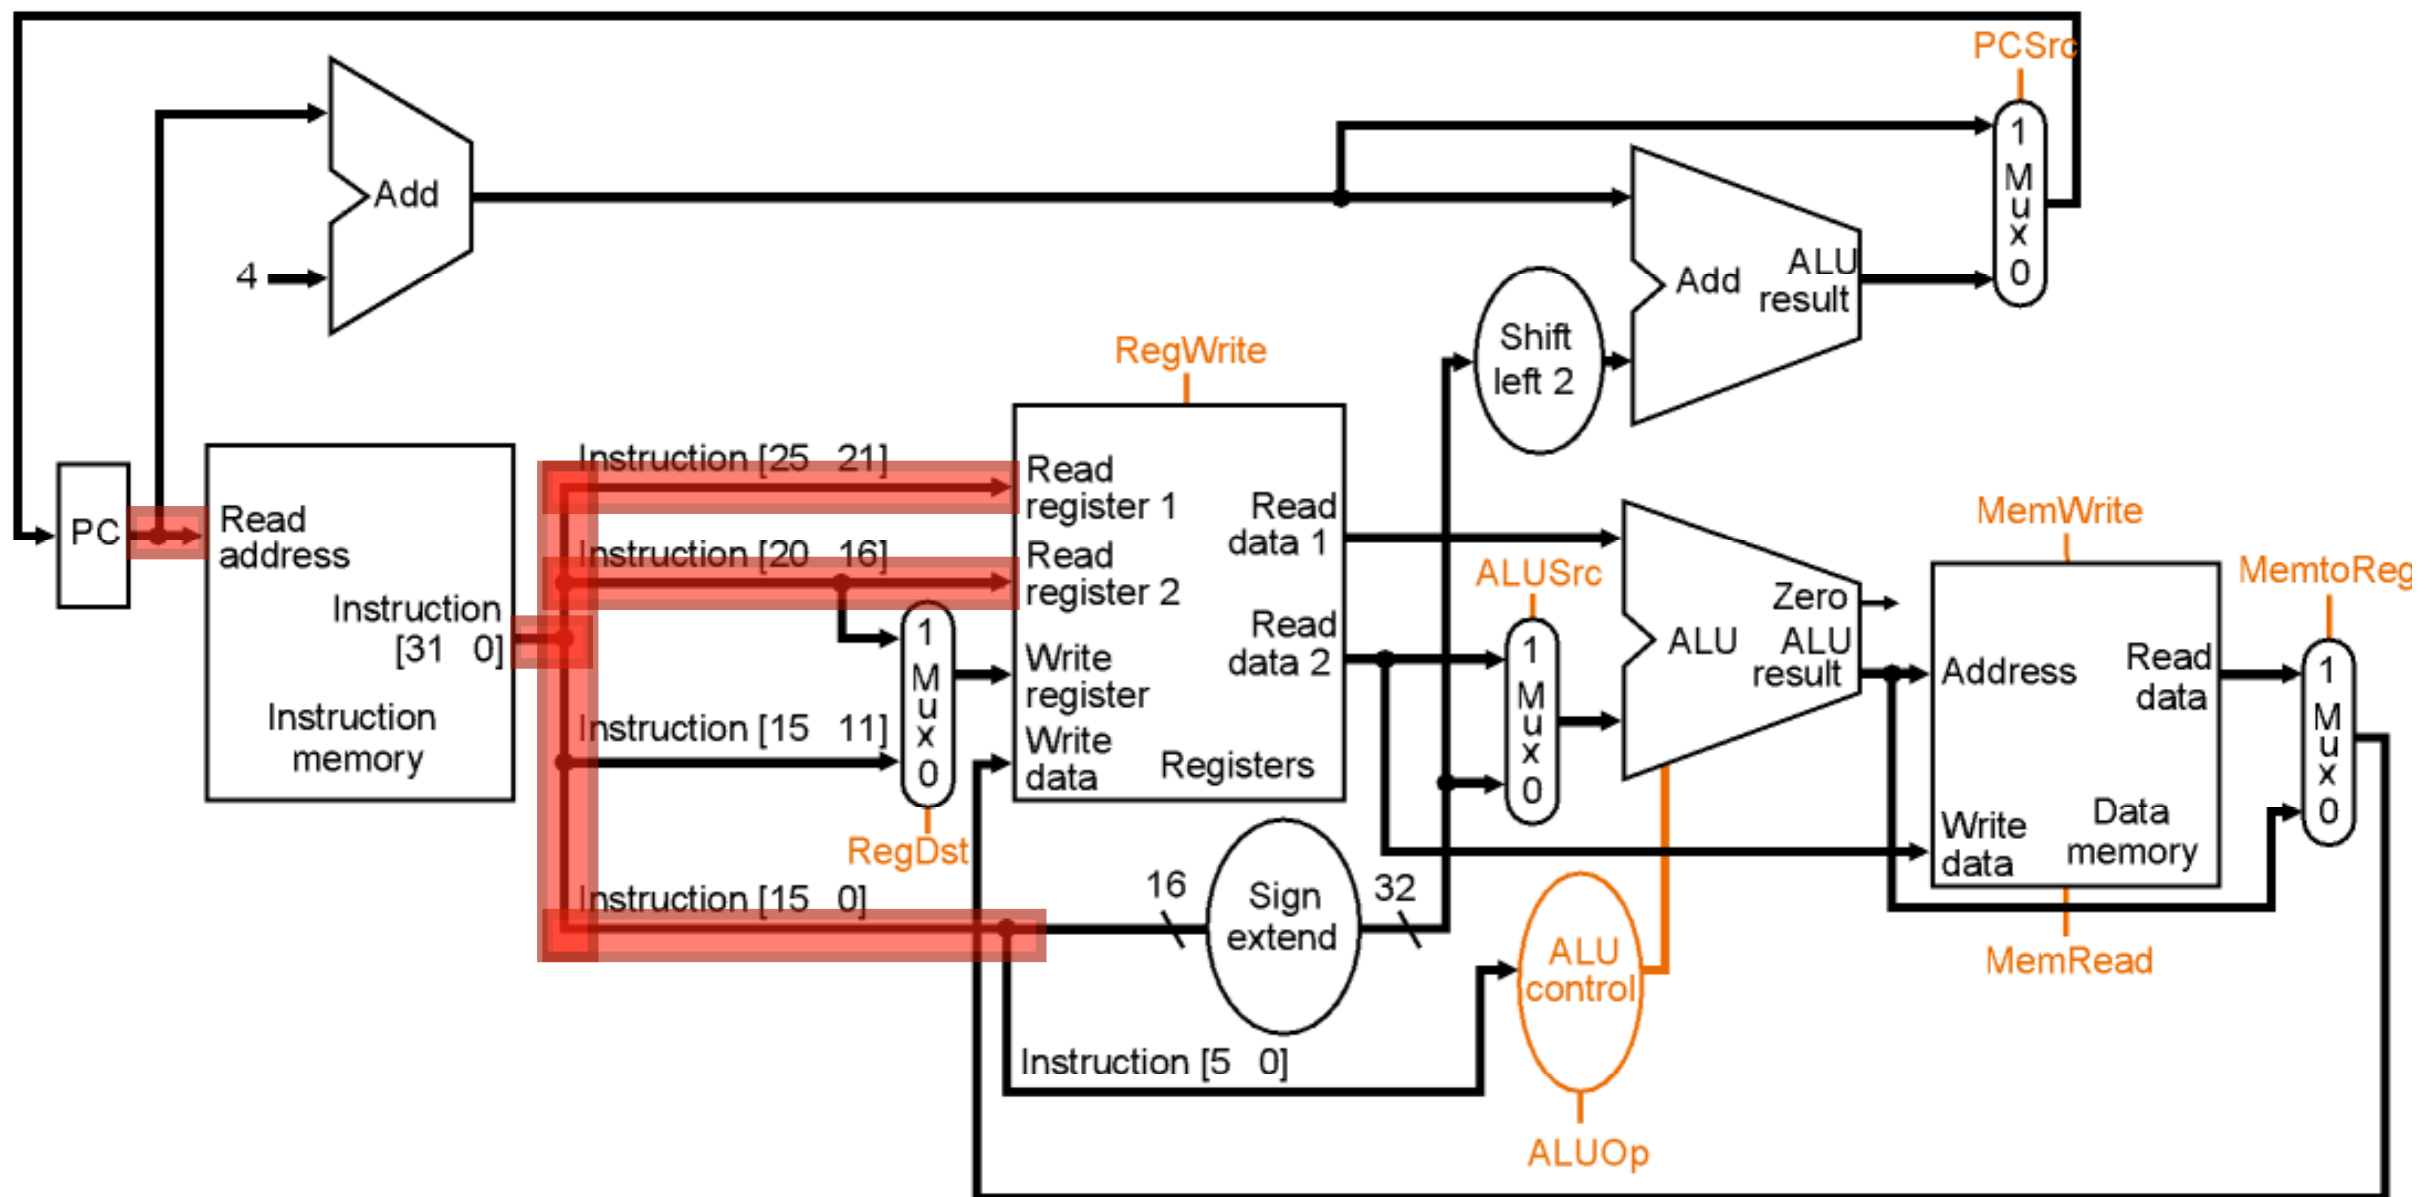 PCSrc
1
M
u
x
0
Add
4
Add
ALU
result
Shift
left 2
RegWrite
Instruction [25 21]
Read
register 1
Read
data 1
PC
Read
address
Instruction [20 16]
Read
register 2
Read
data 2
Instruction
[31 0]
Instruction
memory
1
M
u
x
0
Write
register
Instruction [15 11]
Write
data
Registers
RegDst
ALUSrc
1
M
u
x
0
Zero
ALU
ALU
result
MemWrite
Address
Read
data
Write
data
Data
memory
MemRead
MemtoReg
1
M
u
x
0
Instruction [15 0]
16
Sign
extend
32
ALU
control
Instruction [5 0]
ALUOp